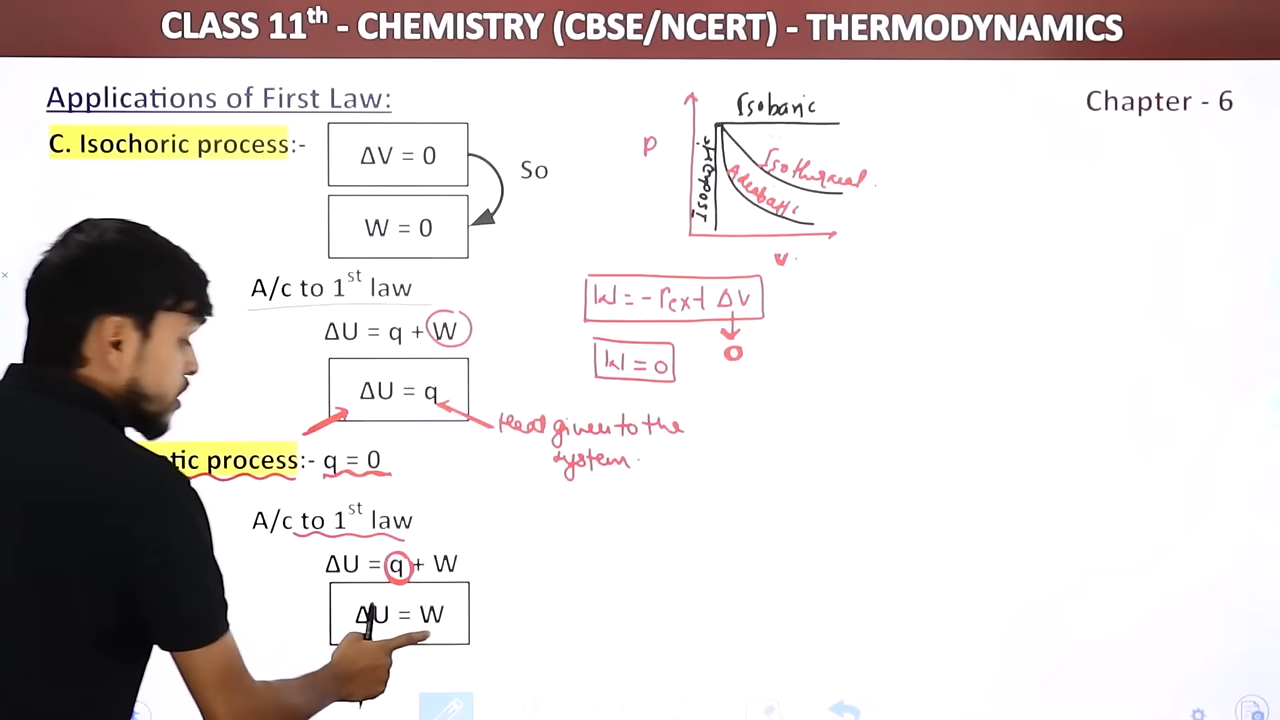 CLASS 11th - CHEMISTRY (CBSE/NCERT) - THERMODYNAMICS
Applications of First Law:
Chapter - 6
C. Isochoric process:-
ΔV = 0
So
W = 0
A/c to 1st law
ΔU = q + W
ΔU = q
tic process:- q = 0
A/c to 1st law
ΔU = q + W
ΔU = W
Isobaric
P
Isochoric
Isothermal
Adiabatic
V
W = - Pext ΔV
0
W = 0
Heat given to the
system.